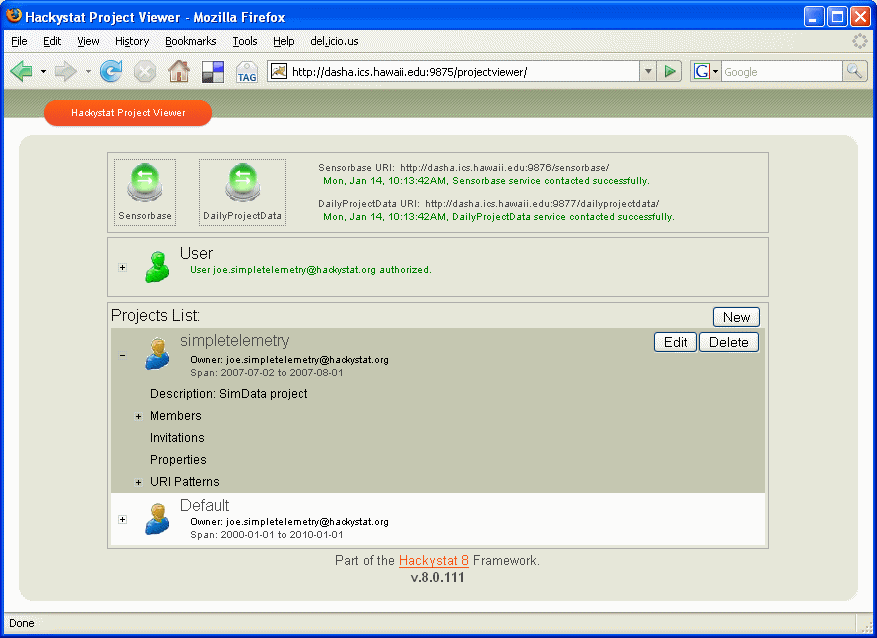 Hackystat Project Viewer - Mozilla Firefox
File Edit View History Bookmarks Tools Help del.icio.us
TAG http://dasha.ics.hawaii.edu:9875/projectviewer/ G Google
Hackystat Project Viewer
Sensorbase URI: http://dasha.ics.hawaii.edu:9876/sensorbase/
Mon, Jan 14, 10:13:42AM, Sensorbase service contacted successfully.
DailyProjectData URI: http://dasha.ics.hawaii.edu:9877/dailyprojectdata/
Sensorbase DailyProjectData Mon, Jan 14, 10:13:42AM, DailyProjectData service contacted successfully.
User
User joe.simpletelemetry@hackystat.org authorized.
Projects List: New
simpletelemetry Edit Delete
Owner: joe.simpletelemetry@hackystat.org
Span: 2007-07-02 to 2007-08-01
Description: SimData project
Members
Invitations
Properties
URI Patterns
Default
Owner: joe.simpletelemetry@hackystat.org
Span: 2000-01-01 to 2010-01-01
Part of the Hackystat 8 Framework.
v.8.0.111
Done